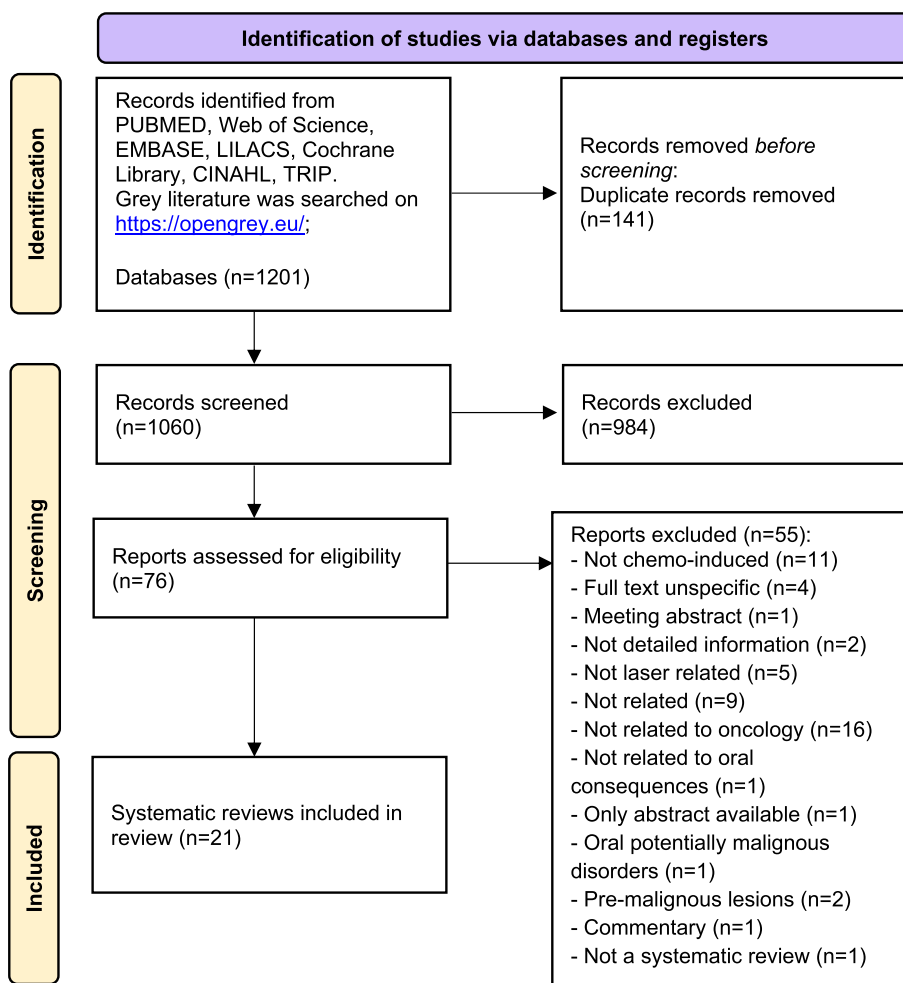 Identification of studies via databases and registers
Identification
Records identified from
PUBMED, Web of Science,
EMBASE, LILACS, Cochrane
Library, CINAHL, TRIP.
Grey literature was searched on
https://opengrey.eu/;
Databases (n=1201)
Records removed before
screening:
Duplicate records removed
(n=141)
Screening
Records screened
(n=1060)
Records excluded
(n=984)
Reports assessed for eligibility
(n=76)
Reports excluded (n=55):
- Not chemo-induced (n=11)
- Full text unspecific (n=4)
- Meeting abstract (n=1)
- Not detailed information (n=2)
- Not laser related (n=5)
- Not related (n=9)
- Not related to oncology (n=16)
- Not related to oral
consequences (n=1)
- Only abstract available (n=1)
- Oral potentially malignous
disorders (n=1)
- Pre-malignous lesions (n=2)
- Commentary (n=1)
- Not a systematic review (n=1)
Included
Systematic reviews included in
review (n=21)